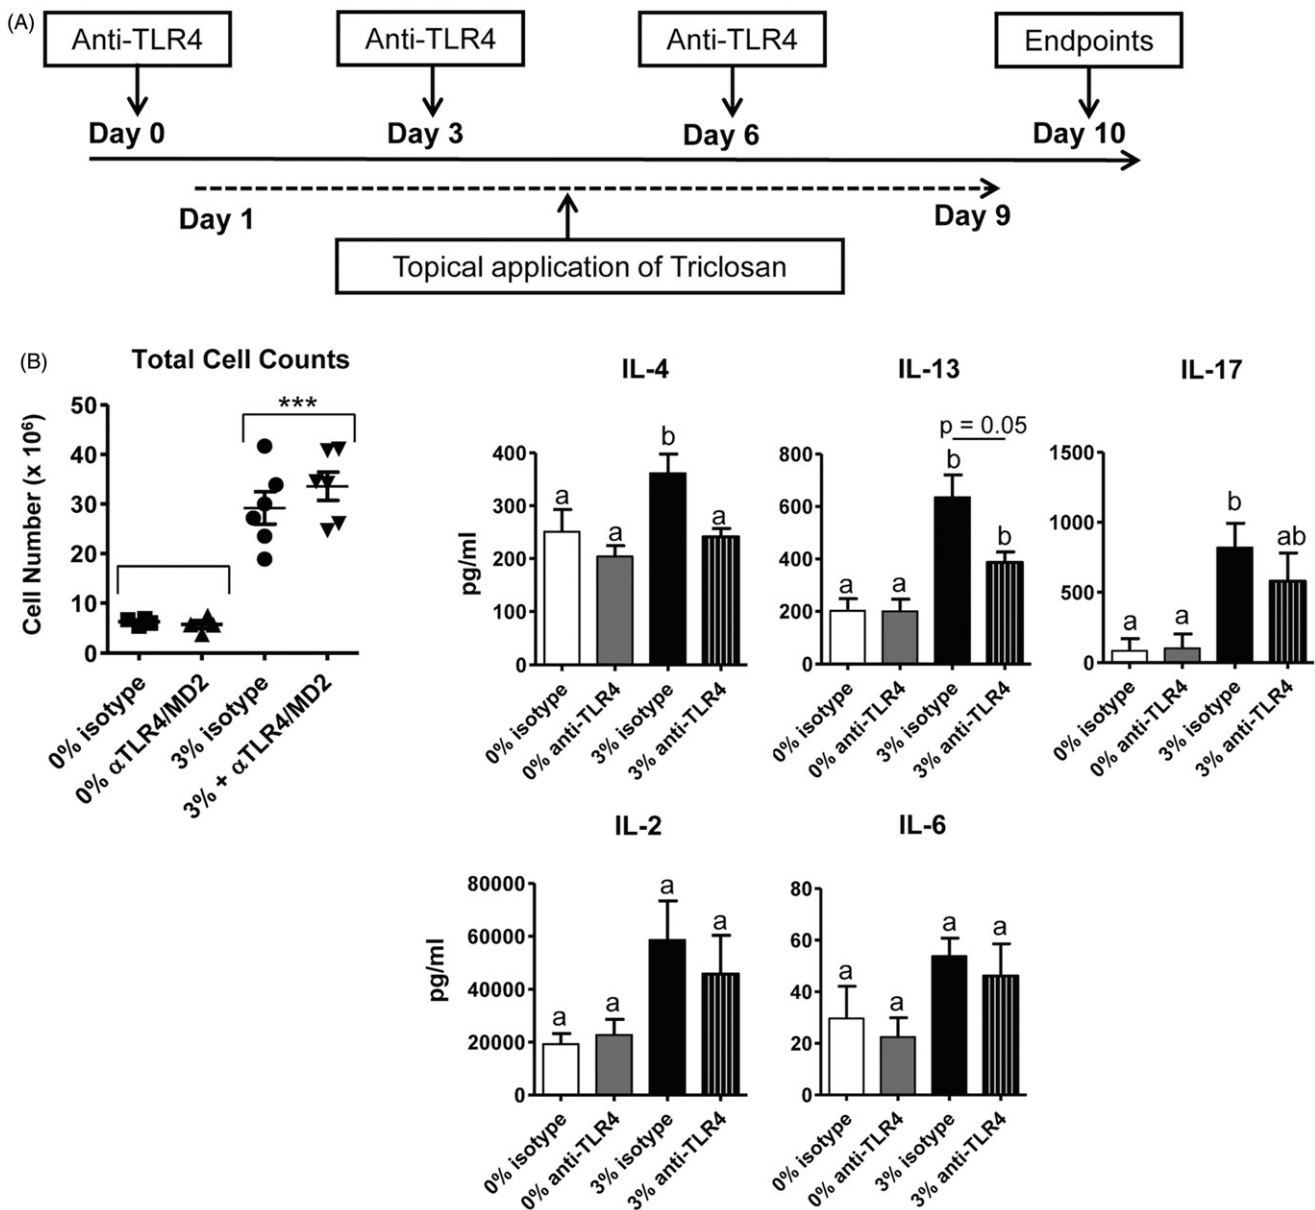 (A)
Anti-TLR4 Anti-TLR4 Anti-TLR4 Endpoints
Day 0 Day 3 Day 6 Day 10
Day 1 Day 9
Topical application of Triclosan
(B)
Total Cell Counts
Cell Number (x 10⁶)
50
40
30
20
10
0
***
0% isotype
0% αTLR4/MD2
3% isotype
3% + αTLR4/MD2
IL-4
pg/ml
400
300
200
100
0
a a b a
0% isotype
0% anti-TLR4
3% isotype
3% anti-TLR4
IL-13
800
600
400
200
0
p = 0.05
a a b b
0% isotype
0% anti-TLR4
3% isotype
3% anti-TLR4
IL-17
1500
1000
500
0
a a b ab
0% isotype
0% anti-TLR4
3% isotype
3% anti-TLR4
IL-2
pg/ml
80000
60000
40000
20000
0
a a a a
0% isotype
0% anti-TLR4
3% isotype
3% anti-TLR4
IL-6
80
60
40
20
0
a a a a
0% isotype
0% anti-TLR4
3% isotype
3% anti-TLR4